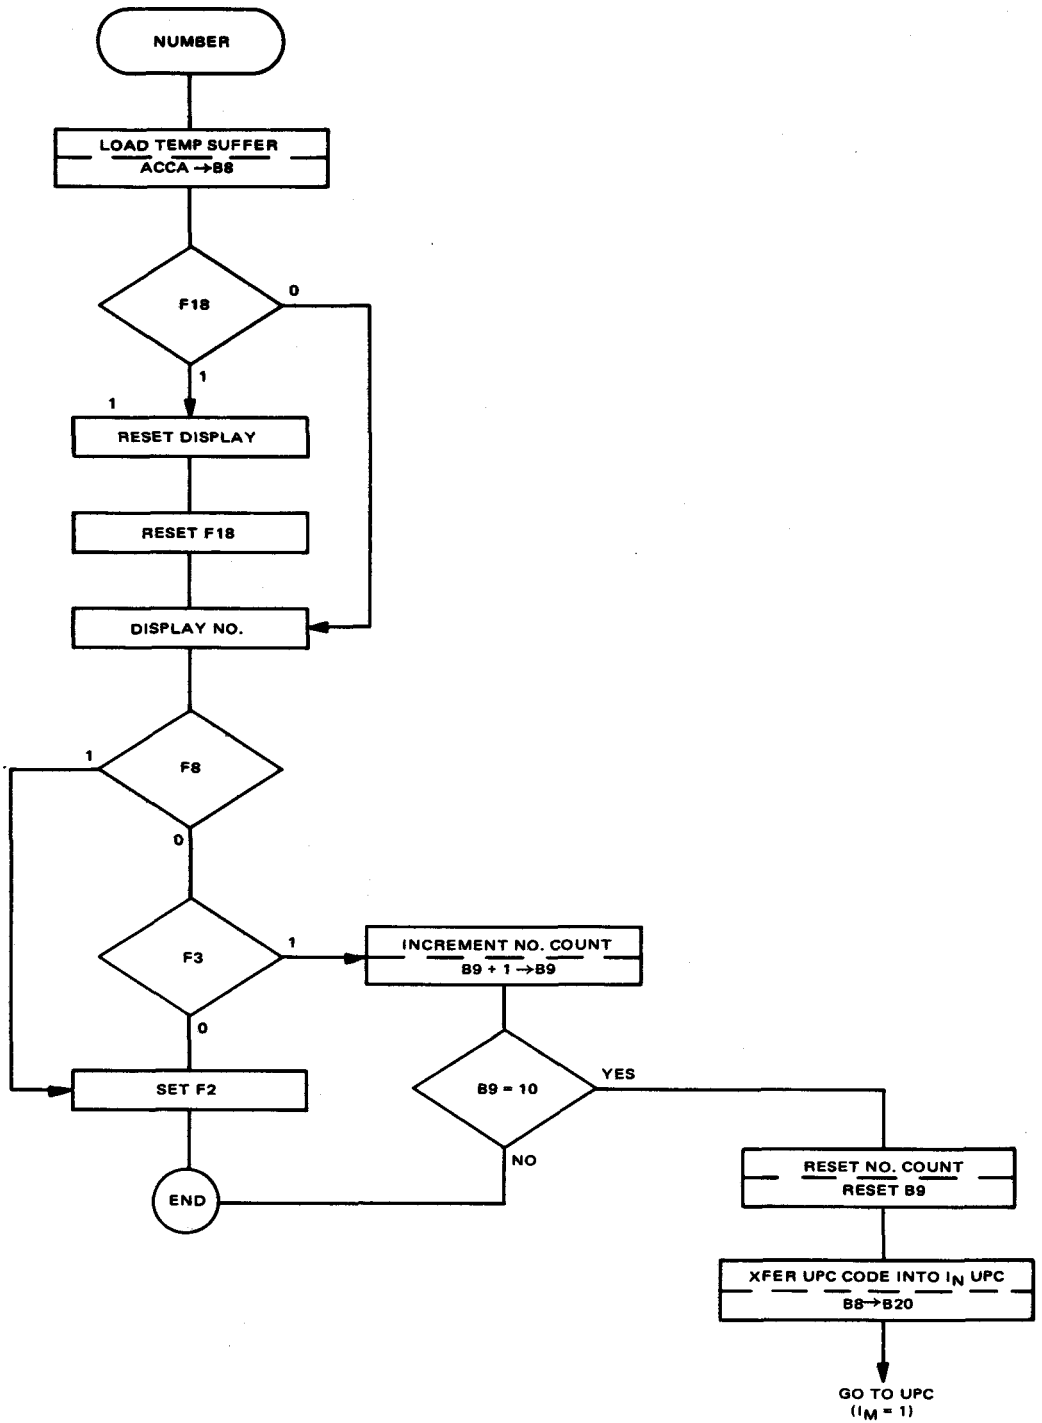 NUMBER
LOAD TEMP SUFFER
ACCA →B8
F18
0
1
1
RESET DISPLAY
RESET F18
DISPLAY NO.
F8
1
0
F3
1
INCREMENT NO. COUNT
B9 + 1 →B9
0
SET F2
B9 = 10
YES
NO
END
RESET NO. COUNT
RESET B9
XFER UPC CODE INTO IN UPC
B8→B20
GO TO UPC
(IM = 1)